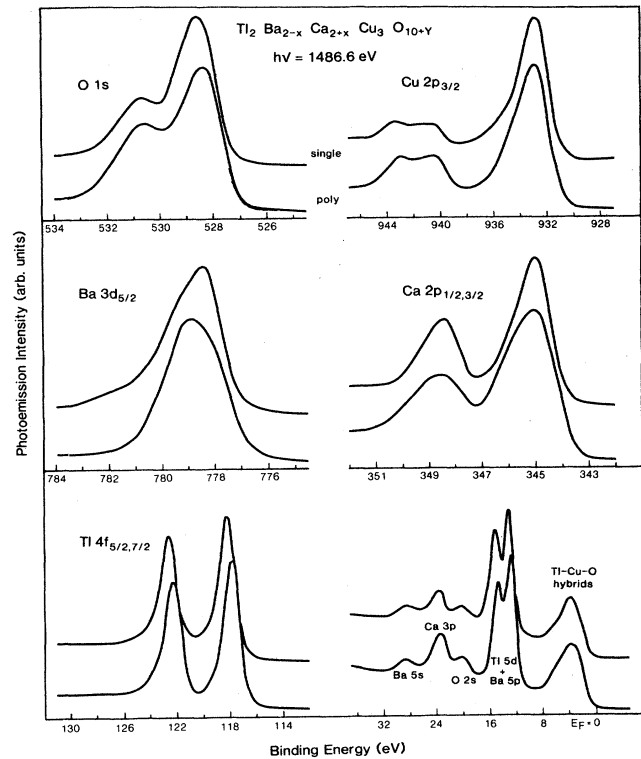 Tl₂ Ba₂₋ₓ Ca₂₊ₓ Cu₃ O₁₀₊Y
hν = 1486.6 eV
O 1s
Cu 2p₃/₂
single
poly
534 532 530 528 526
944 940 936 932 928
Photoemission Intensity (arb. units)
Ba 3d₅/₂
Ca 2p₁/₂,₃/₂
784 782 780 778 776
351 349 347 345 343
Tl 4f₅/₂,₇/₂
Tl-Cu-O
hybrids
Ca 3p
Ba 5s
O 2s
Tl 5d
+
Ba 5p
130 126 122 118 114
32 24 16 8 E_F = 0
Binding Energy (eV)